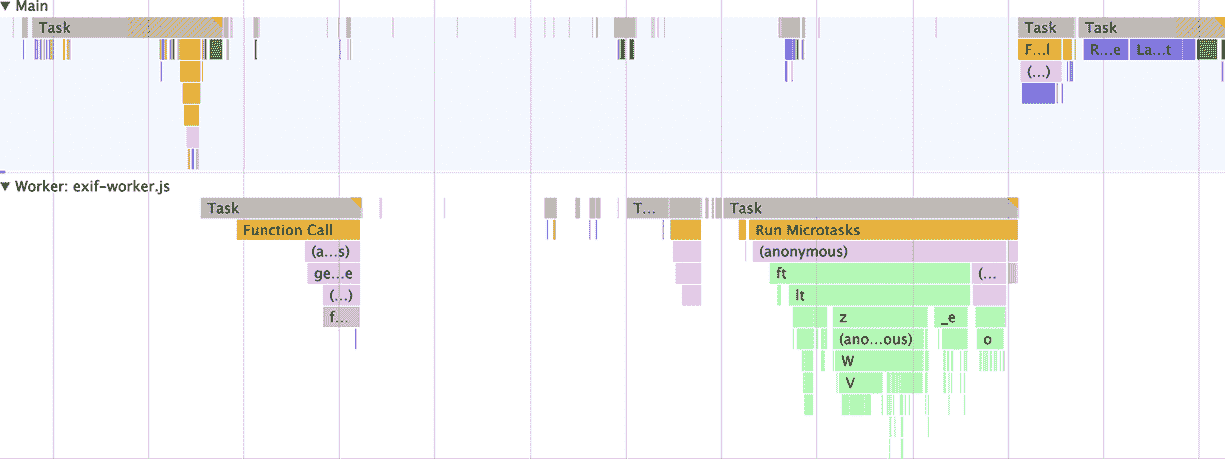 ▼ Main
Task Task Task
F...l R...e La...t
(...)
▼ Worker: exif-worker.js
Task T... Task
Function Call Run Microtasks
(a...s) (anonymous)
ge...e ft (...
(...) lt
f... z _e
(ano...ous) o
W
V